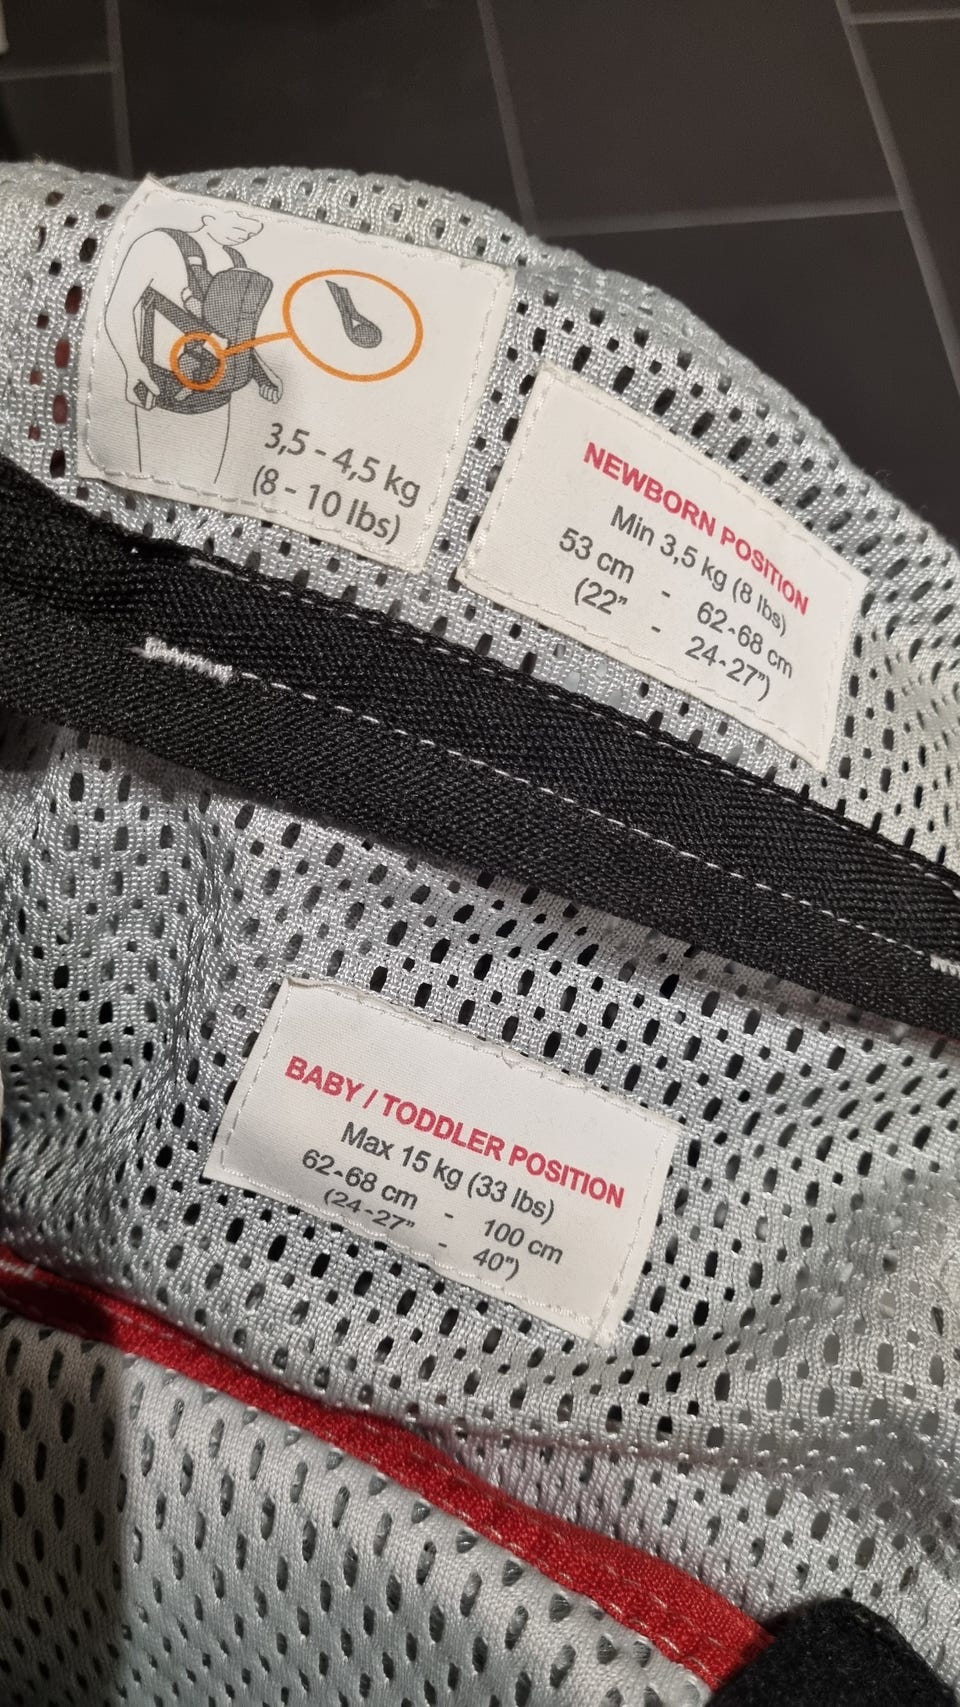 3,5 - 4,5 kg
(8 - 10 lbs)
NEWBORN POSITION
Min 3,5 kg (8 lbs)
53 cm - 62-68 cm
(22” - 24-27”)
BABY / TODDLER POSITION
Max 15 kg (33 lbs)
62-68 cm - 100 cm
(24-27” - 40”)